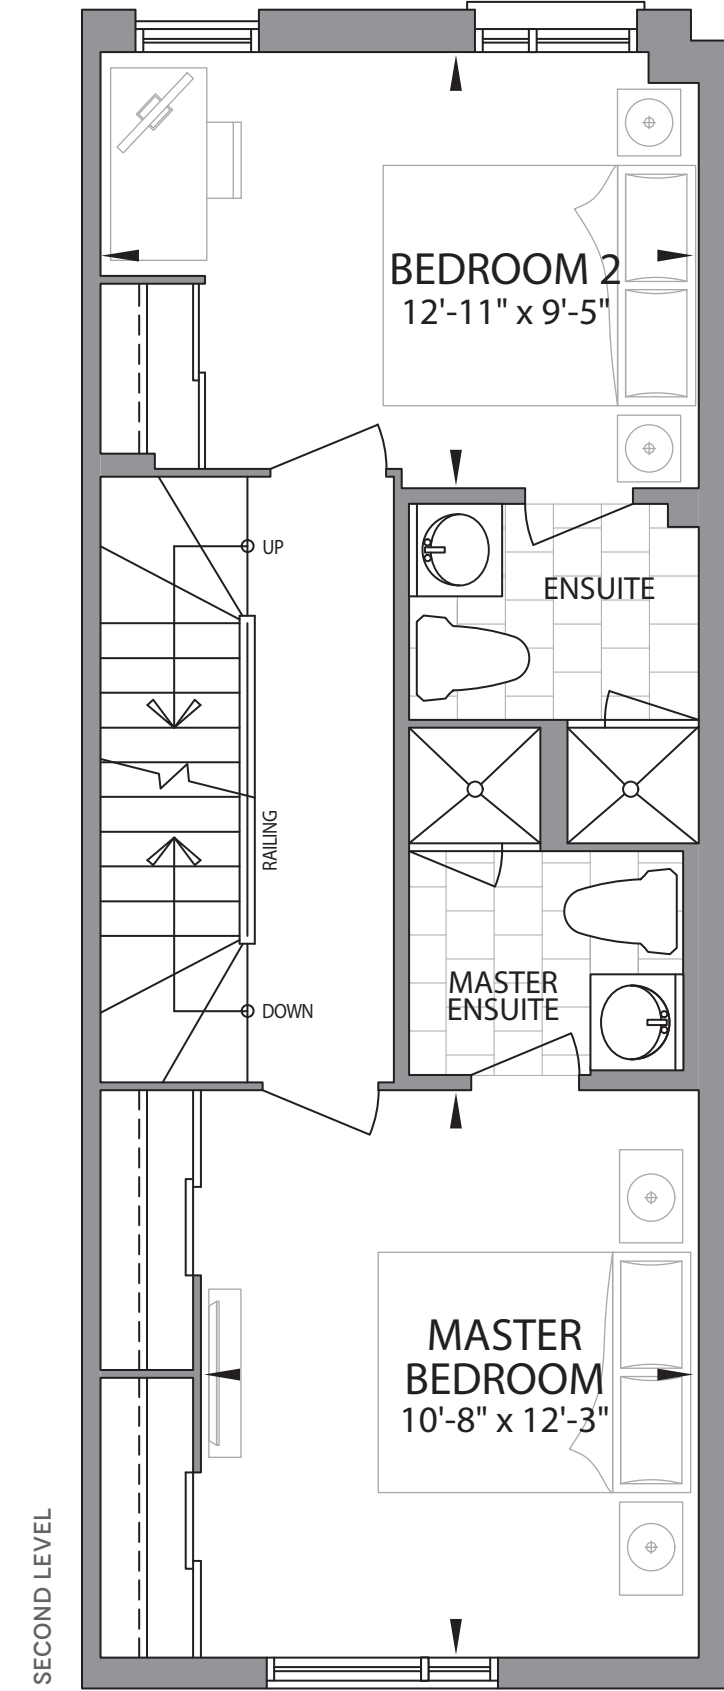 BEDROOM 2
12'-11" x 9'-5"
UP
ENSUITE
RAILING
MASTER
ENSUITE
DOWN
MASTER
BEDROOM
10'-8" x 12'-3"
SECOND LEVEL